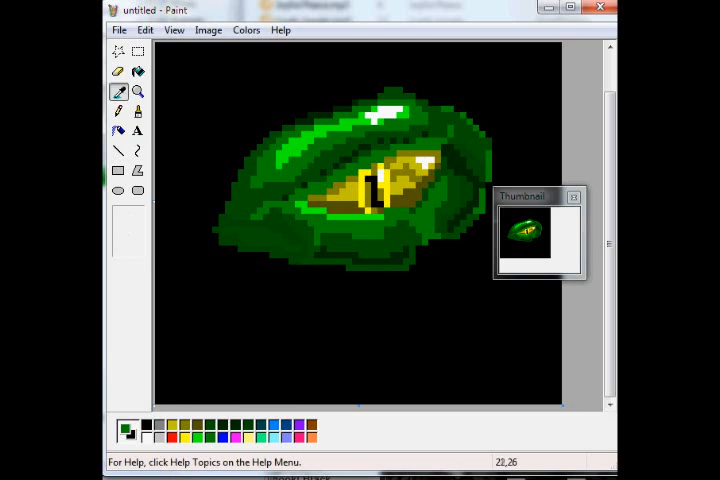 untitled - Paint
File Edit View Image Colors Help
A
Thumbnail
For Help, click Help Topics on the Help Menu.
22,26